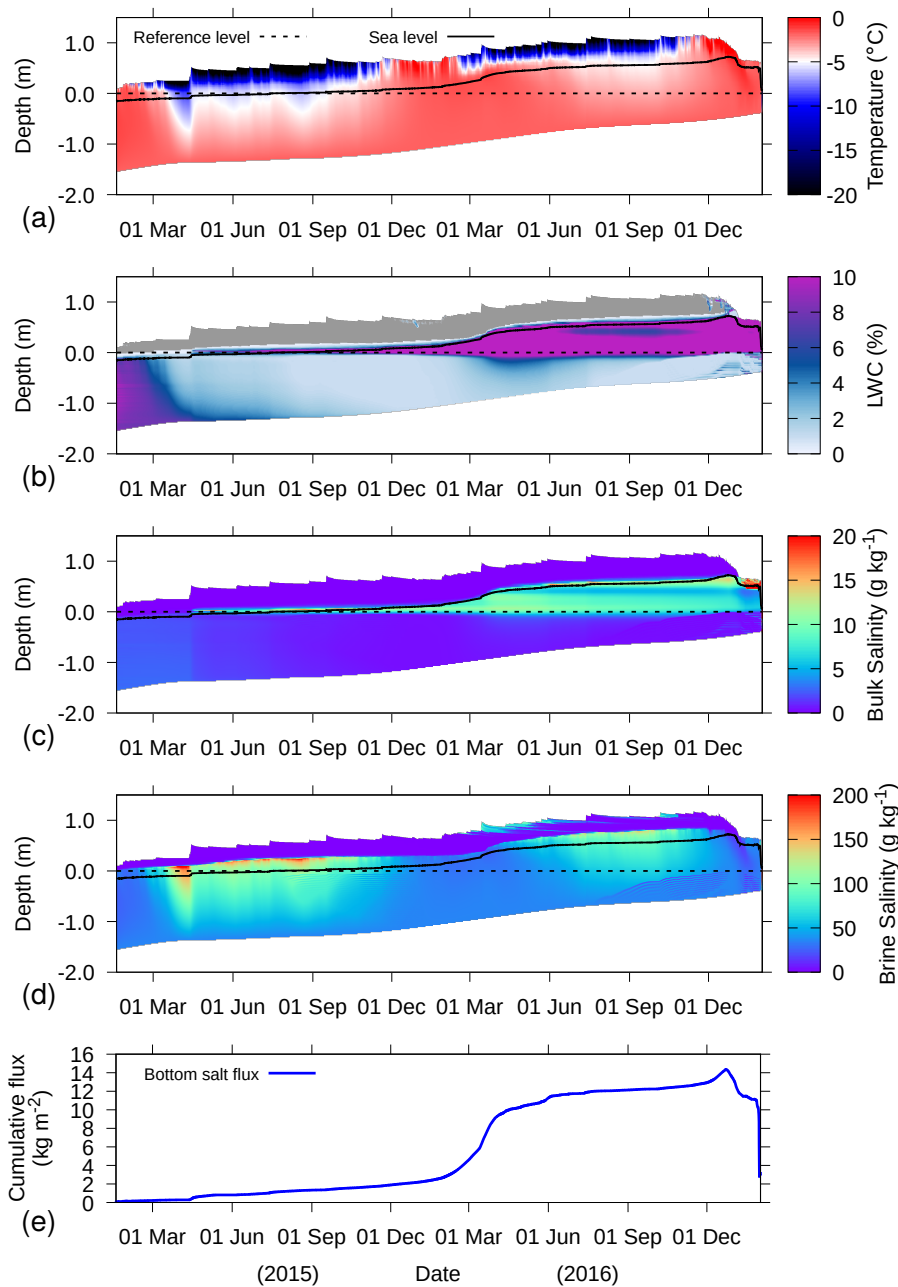 Reference level
Sea level
1.0
0.0
-1.0
-2.0
Depth (m)
0
-5
-10
-15
-20
Temperature (°C)
(a)
01 Mar 01 Jun 01 Sep 01 Dec 01 Mar 01 Jun 01 Sep 01 Dec
1.0
0.0
-1.0
-2.0
Depth (m)
10
8
6
4
2
0
LWC (%)
(b)
01 Mar 01 Jun 01 Sep 01 Dec 01 Mar 01 Jun 01 Sep 01 Dec
1.0
0.0
-1.0
-2.0
Depth (m)
20
15
10
5
0
Bulk Salinity (g kg⁻¹)
(c)
01 Mar 01 Jun 01 Sep 01 Dec 01 Mar 01 Jun 01 Sep 01 Dec
1.0
0.0
-1.0
-2.0
Depth (m)
200
150
100
50
0
Brine Salinity (g kg⁻¹)
(d)
01 Mar 01 Jun 01 Sep 01 Dec 01 Mar 01 Jun 01 Sep 01 Dec
Bottom salt flux
16
14
12
10
8
6
4
2
0
Cumulative flux
(kg m⁻²)
(e)
01 Mar 01 Jun 01 Sep 01 Dec 01 Mar 01 Jun 01 Sep 01 Dec
(2015) Date (2016)